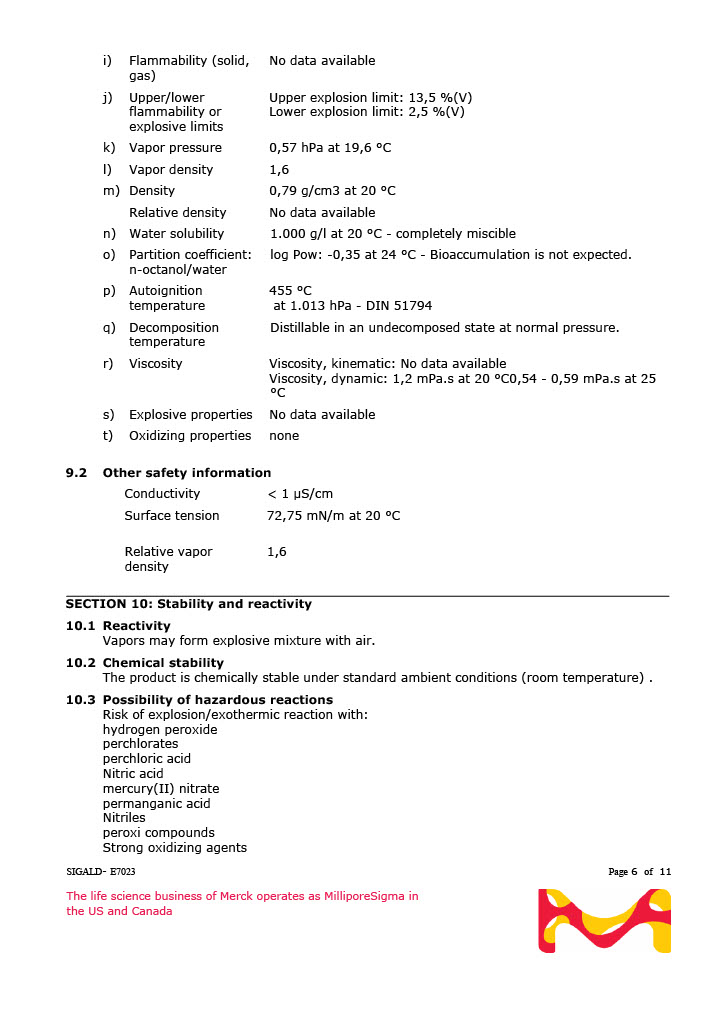 i) Flammability (solid, No data available
gas)
j) Upper/lower Upper explosion limit: 13,5 %(V)
flammability or Lower explosion limit: 2,5 %(V)
explosive limits
k) Vapor pressure 0,57 hPa at 19,6 °C
l) Vapor density 1,6
m) Density 0,79 g/cm3 at 20 °C
Relative density No data available
n) Water solubility 1.000 g/l at 20 °C - completely miscible
o) Partition coefficient: log Pow: -0,35 at 24 °C - Bioaccumulation is not expected.
n-octanol/water
p) Autoignition 455 °C
temperature at 1.013 hPa - DIN 51794
q) Decomposition Distillable in an undecomposed state at normal pressure.
temperature
r) Viscosity Viscosity, kinematic: No data available
Viscosity, dynamic: 1,2 mPa.s at 20 °C0,54 - 0,59 mPa.s at 25
°C
s) Explosive properties No data available
t) Oxidizing properties none
9.2 Other safety information
Conductivity < 1 µS/cm
Surface tension 72,75 mN/m at 20 °C
Relative vapor 1,6
density
SECTION 10: Stability and reactivity
10.1 Reactivity
Vapors may form explosive mixture with air.
10.2 Chemical stability
The product is chemically stable under standard ambient conditions (room temperature) .
10.3 Possibility of hazardous reactions
Risk of explosion/exothermic reaction with:
hydrogen peroxide
perchlorates
perchloric acid
Nitric acid
mercury(II) nitrate
permanganic acid
Nitriles
peroxi compounds
Strong oxidizing agents
SIGALD- E7023 Page 6 of 11
The life science business of Merck operates as MilliporeSigma in
the US and Canada